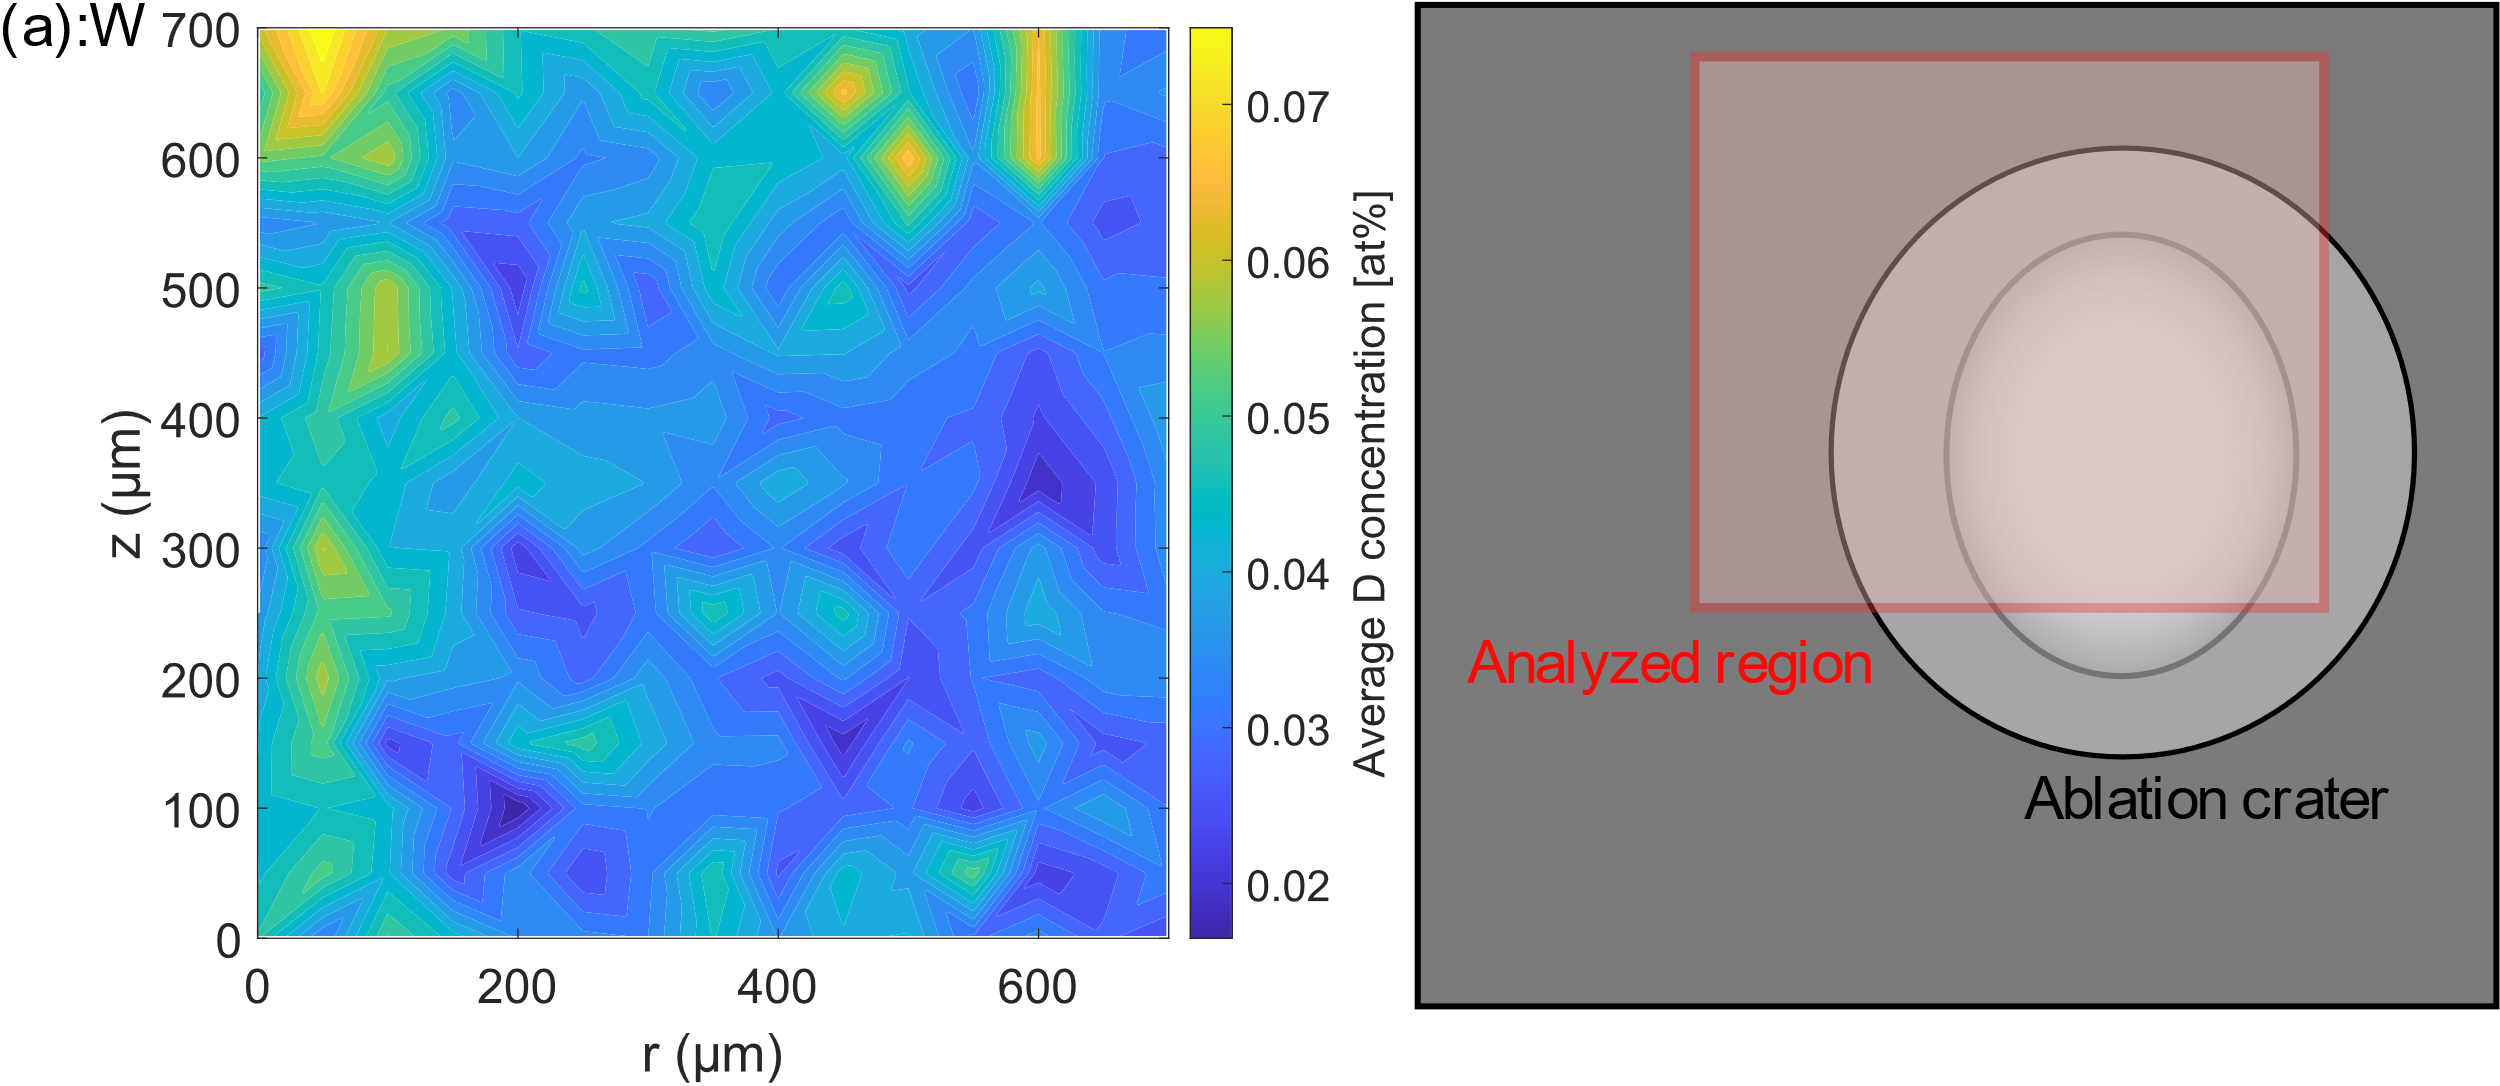 (a):W
700
600
500
400
300
200
100
0
z (µm)
0 200 400 600
r (µm)
0.07
0.06
0.05
0.04
0.03
0.02
Average D concentration [at%]
Analyzed region
Ablation crater